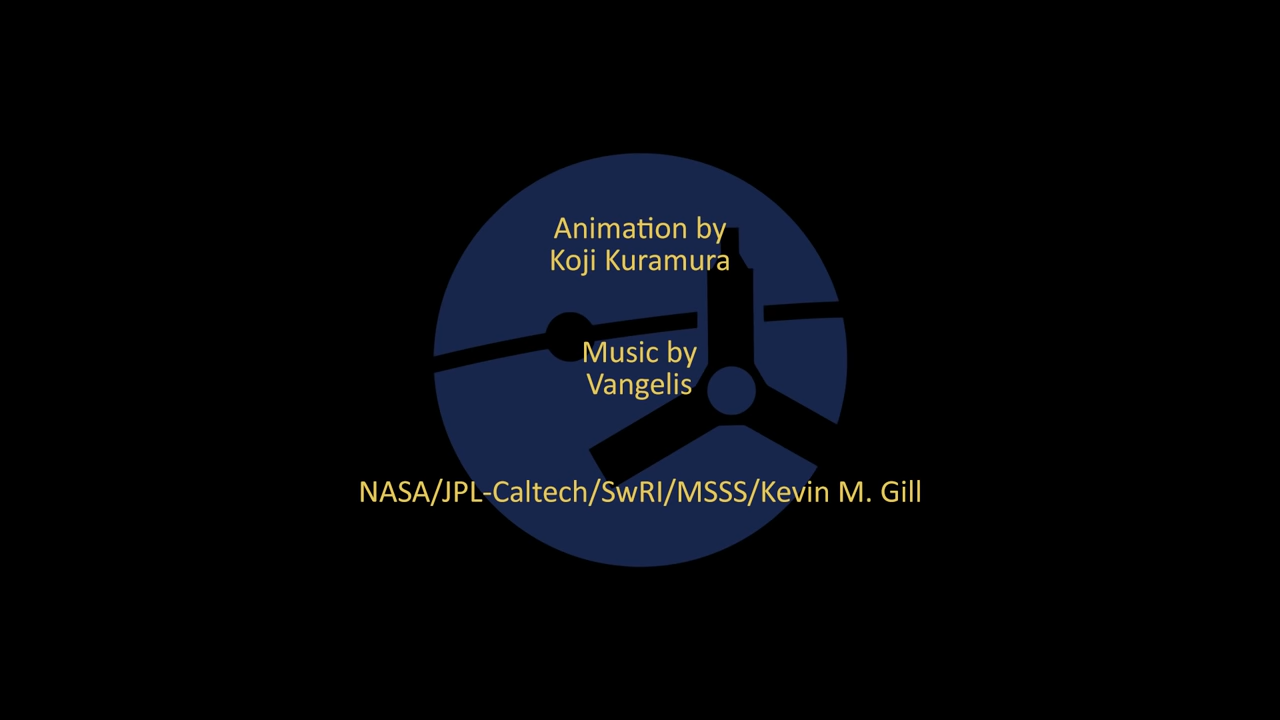 Animation by
Koji Kuramura
Music by
Vangelis
NASA/JPL-Caltech/SwRI/MSSS/Kevin M. Gill